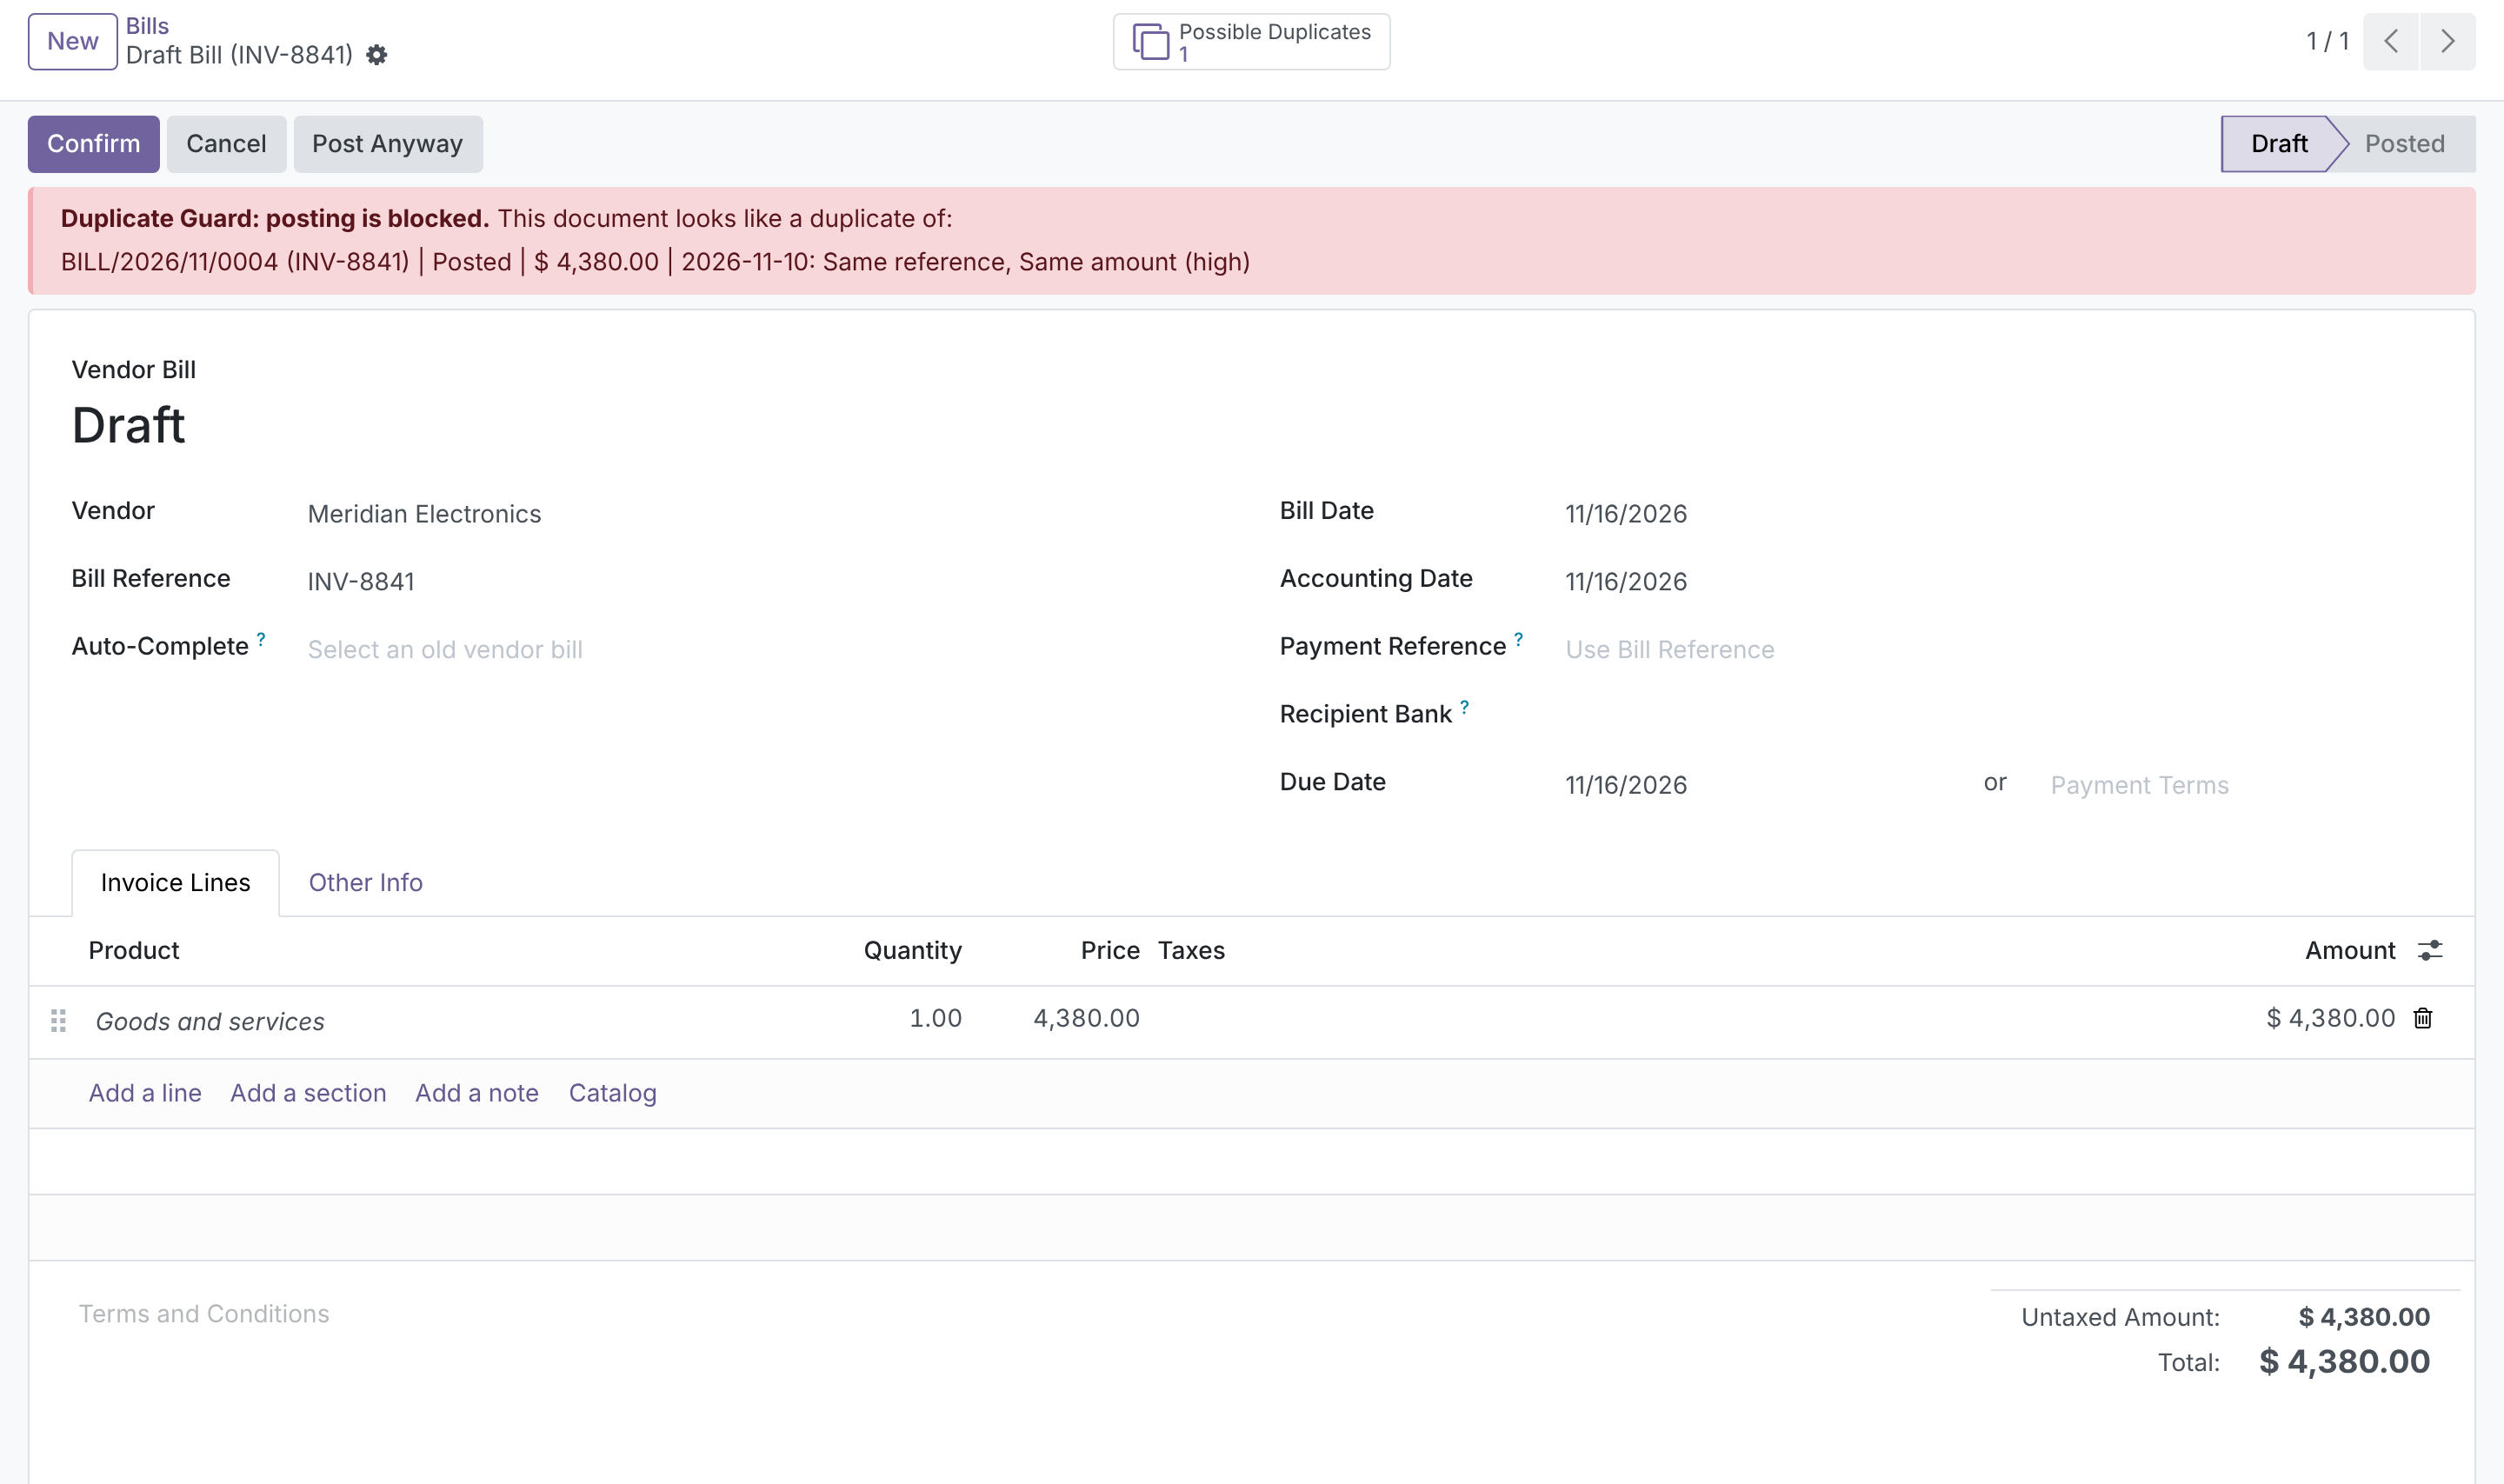 New
Bills
Draft Bill (INV-8841)
Possible Duplicates
1
1 / 1
Confirm
Cancel
Post Anyway
Draft
Posted
Duplicate Guard: posting is blocked. This document looks like a duplicate of:
BILL/2026/11/0004 (INV-8841) | Posted | $ 4,380.00 | 2026-11-10: Same reference, Same amount (high)
Vendor Bill
Draft
Vendor Meridian Electronics
Bill Date 11/16/2026
Bill Reference INV-8841
Accounting Date 11/16/2026
Auto-Complete ? Select an old vendor bill
Payment Reference ? Use Bill Reference
Recipient Bank ?
Due Date 11/16/2026 or Payment Terms
Invoice Lines Other Info
Product Quantity Price Taxes Amount
Goods and services 1.00 4,380.00 $ 4,380.00
Add a line Add a section Add a note Catalog
Terms and Conditions
Untaxed Amount: $ 4,380.00
Total: $ 4,380.00